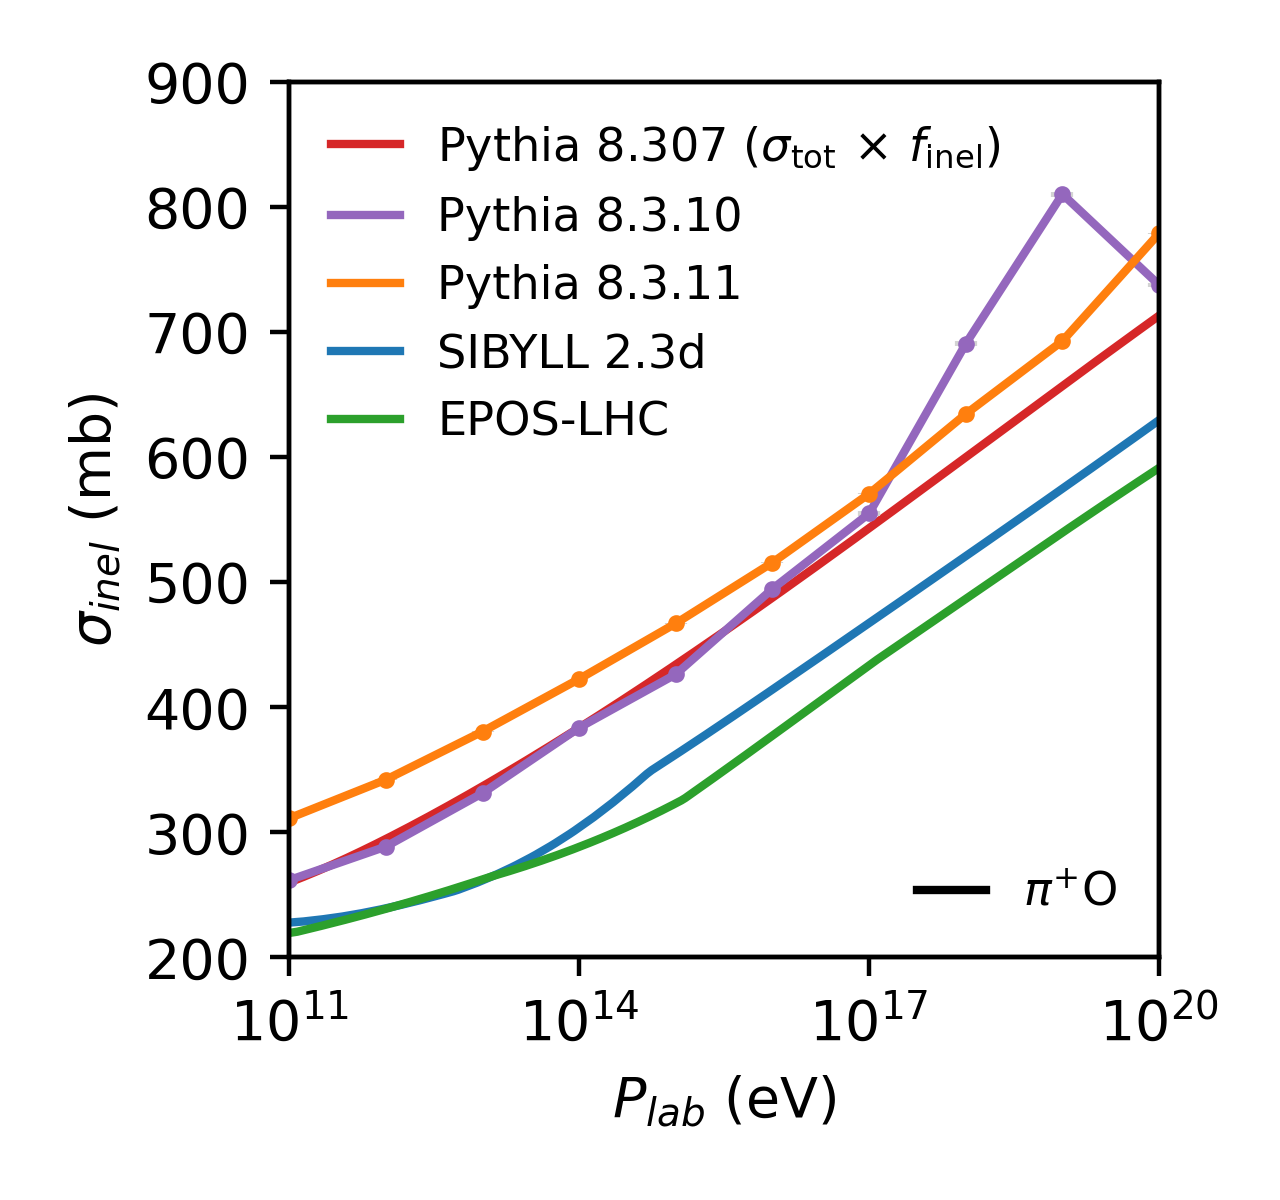 900
800
700
600
500
400
300
200
σ_inel (mb)
Pythia 8.307 (σ_tot × f_inel)
Pythia 8.3.10
Pythia 8.3.11
SIBYLL 2.3d
EPOS-LHC
π⁺O
10¹¹ 10¹⁴ 10¹⁷ 10²⁰
P_lab (eV)